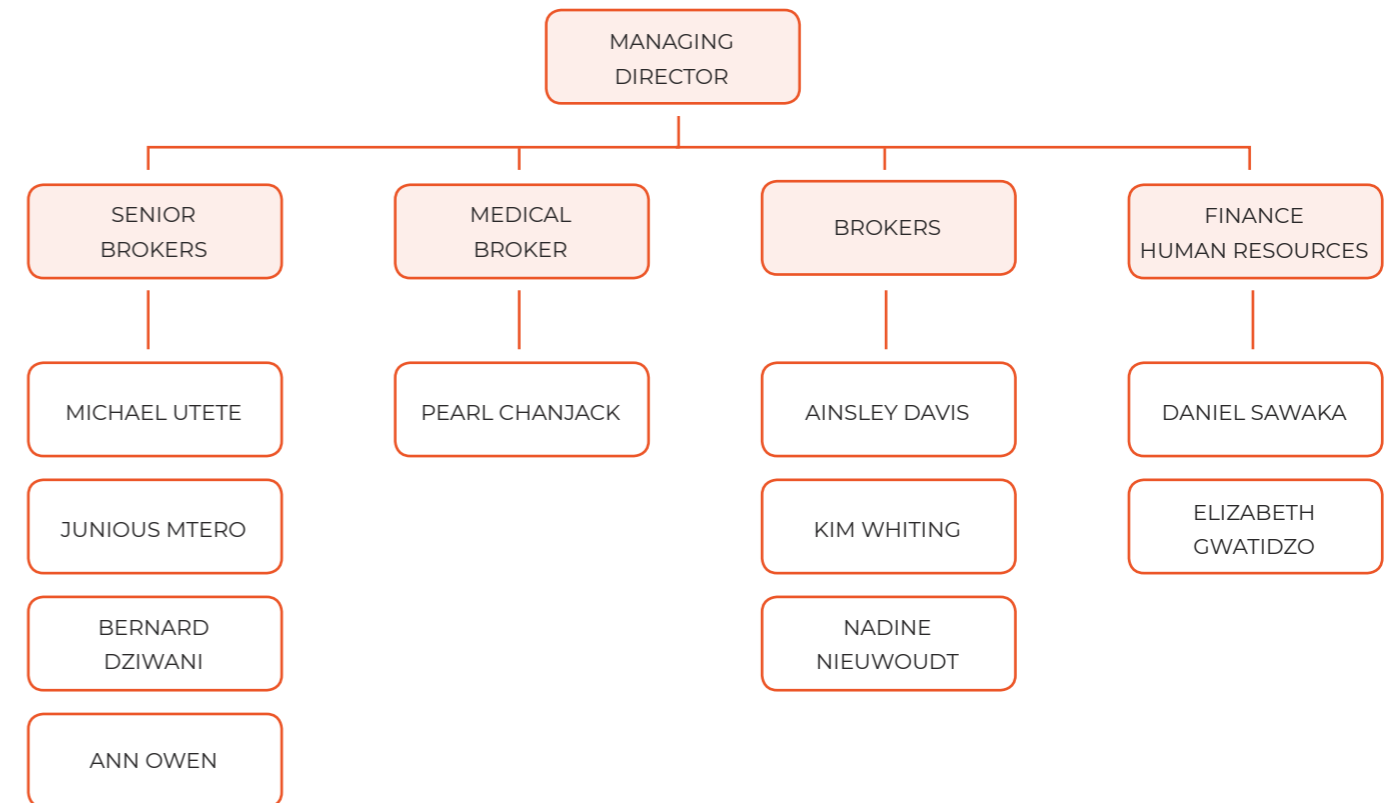 MANAGING
DIRECTOR
SENIOR
BROKERS
MEDICAL
BROKER
BROKERS
FINANCE
HUMAN RESOURCES
MICHAEL UTETE
PEARL CHANJACK
AINSLEY DAVIS
DANIEL SAWAKA
JUNIOUS MTERO
KIM WHITING
ELIZABETH
GWATIDZO
BERNARD
DZIWANI
NADINE
NIEUWOUDT
ANN OWEN